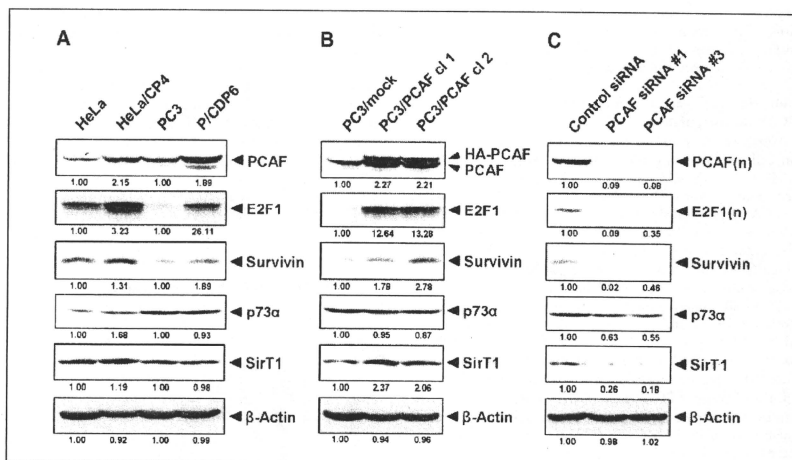 A
HeLa
HeLa/CP4
PC3
P/CDP6
PCAF
1.00 2.15 1.00 1.89
E2F1
1.00 3.23 1.00 26.11
Survivin
1.00 1.31 1.00 1.89
p73α
1.00 1.68 1.00 0.93
SirT1
1.00 1.19 1.00 0.98
β-Actin
1.00 0.92 1.00 0.99
B
PC3/mock
PC3/PCAF cl 1
PC3/PCAF cl 2
HA-PCAF
PCAF
1.00 2.27 2.21
E2F1
1.00 12.64 13.28
Survivin
1.00 1.78 2.78
p73α
1.00 0.95 0.87
SirT1
1.00 2.37 2.06
β-Actin
1.00 0.94 0.96
C
Control siRNA
PCAF siRNA #1
PCAF siRNA #3
PCAF(n)
1.00 0.09 0.08
E2F1(n)
1.00 0.09 0.35
Survivin
1.00 0.02 0.46
p73α
1.00 0.63 0.55
SirT1
1.00 0.26 0.18
β-Actin
1.00 0.98 1.02